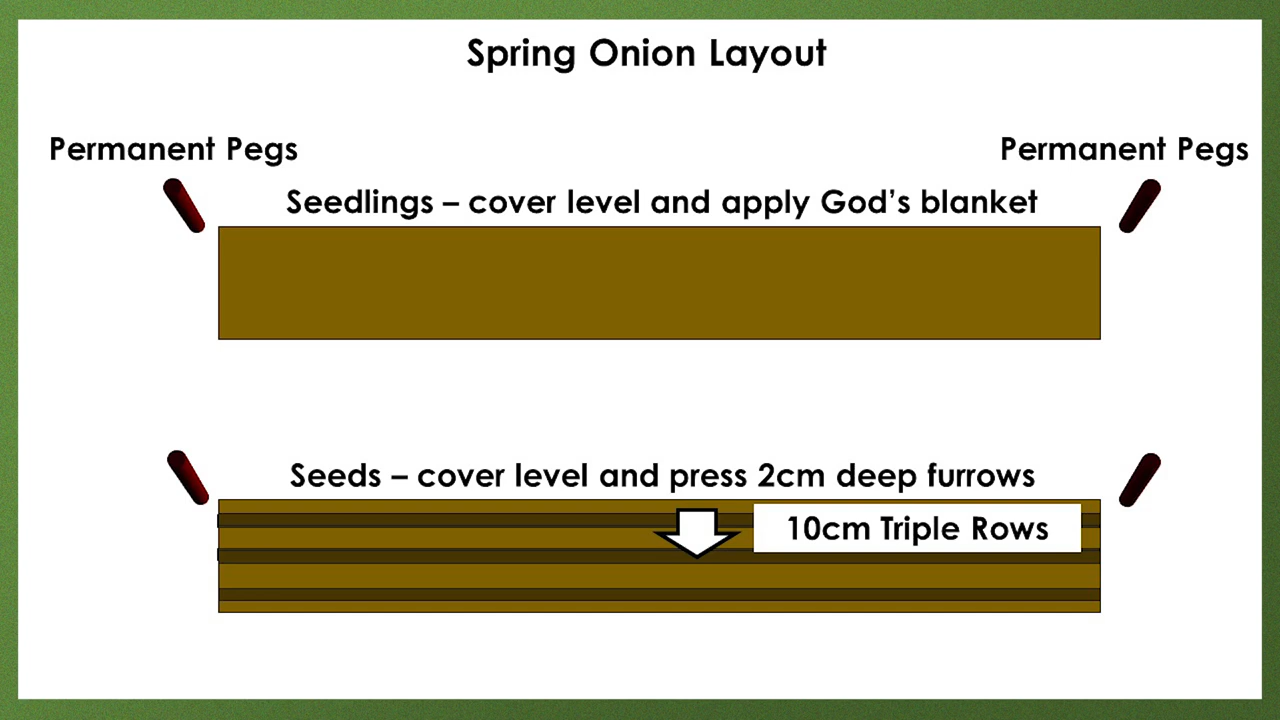 Spring Onion Layout
Permanent Pegs
Permanent Pegs
Seedlings – cover level and apply God's blanket
Seeds – cover level and press 2cm deep furrows
10cm Triple Rows